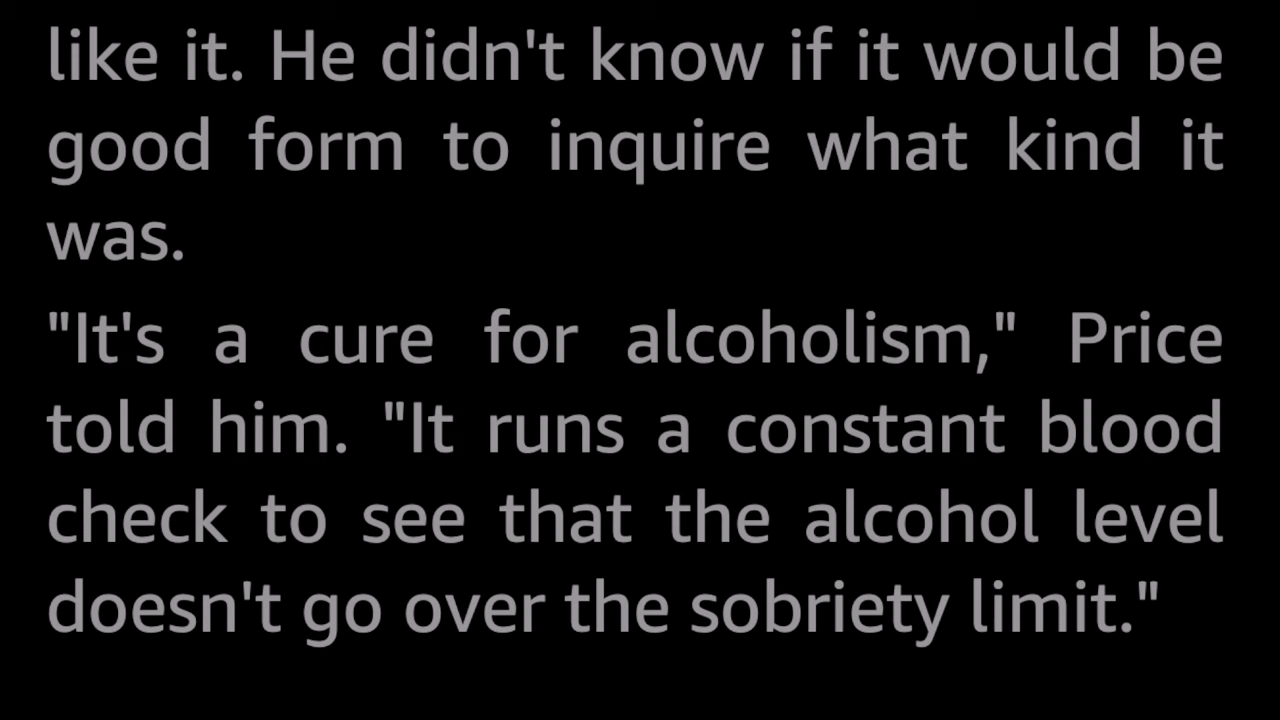 like it. He didn't know if it would be
good form to inquire what kind it
was.
"It's a cure for alcoholism," Price
told him. "It runs a constant blood
check to see that the alcohol level
doesn't go over the sobriety limit."